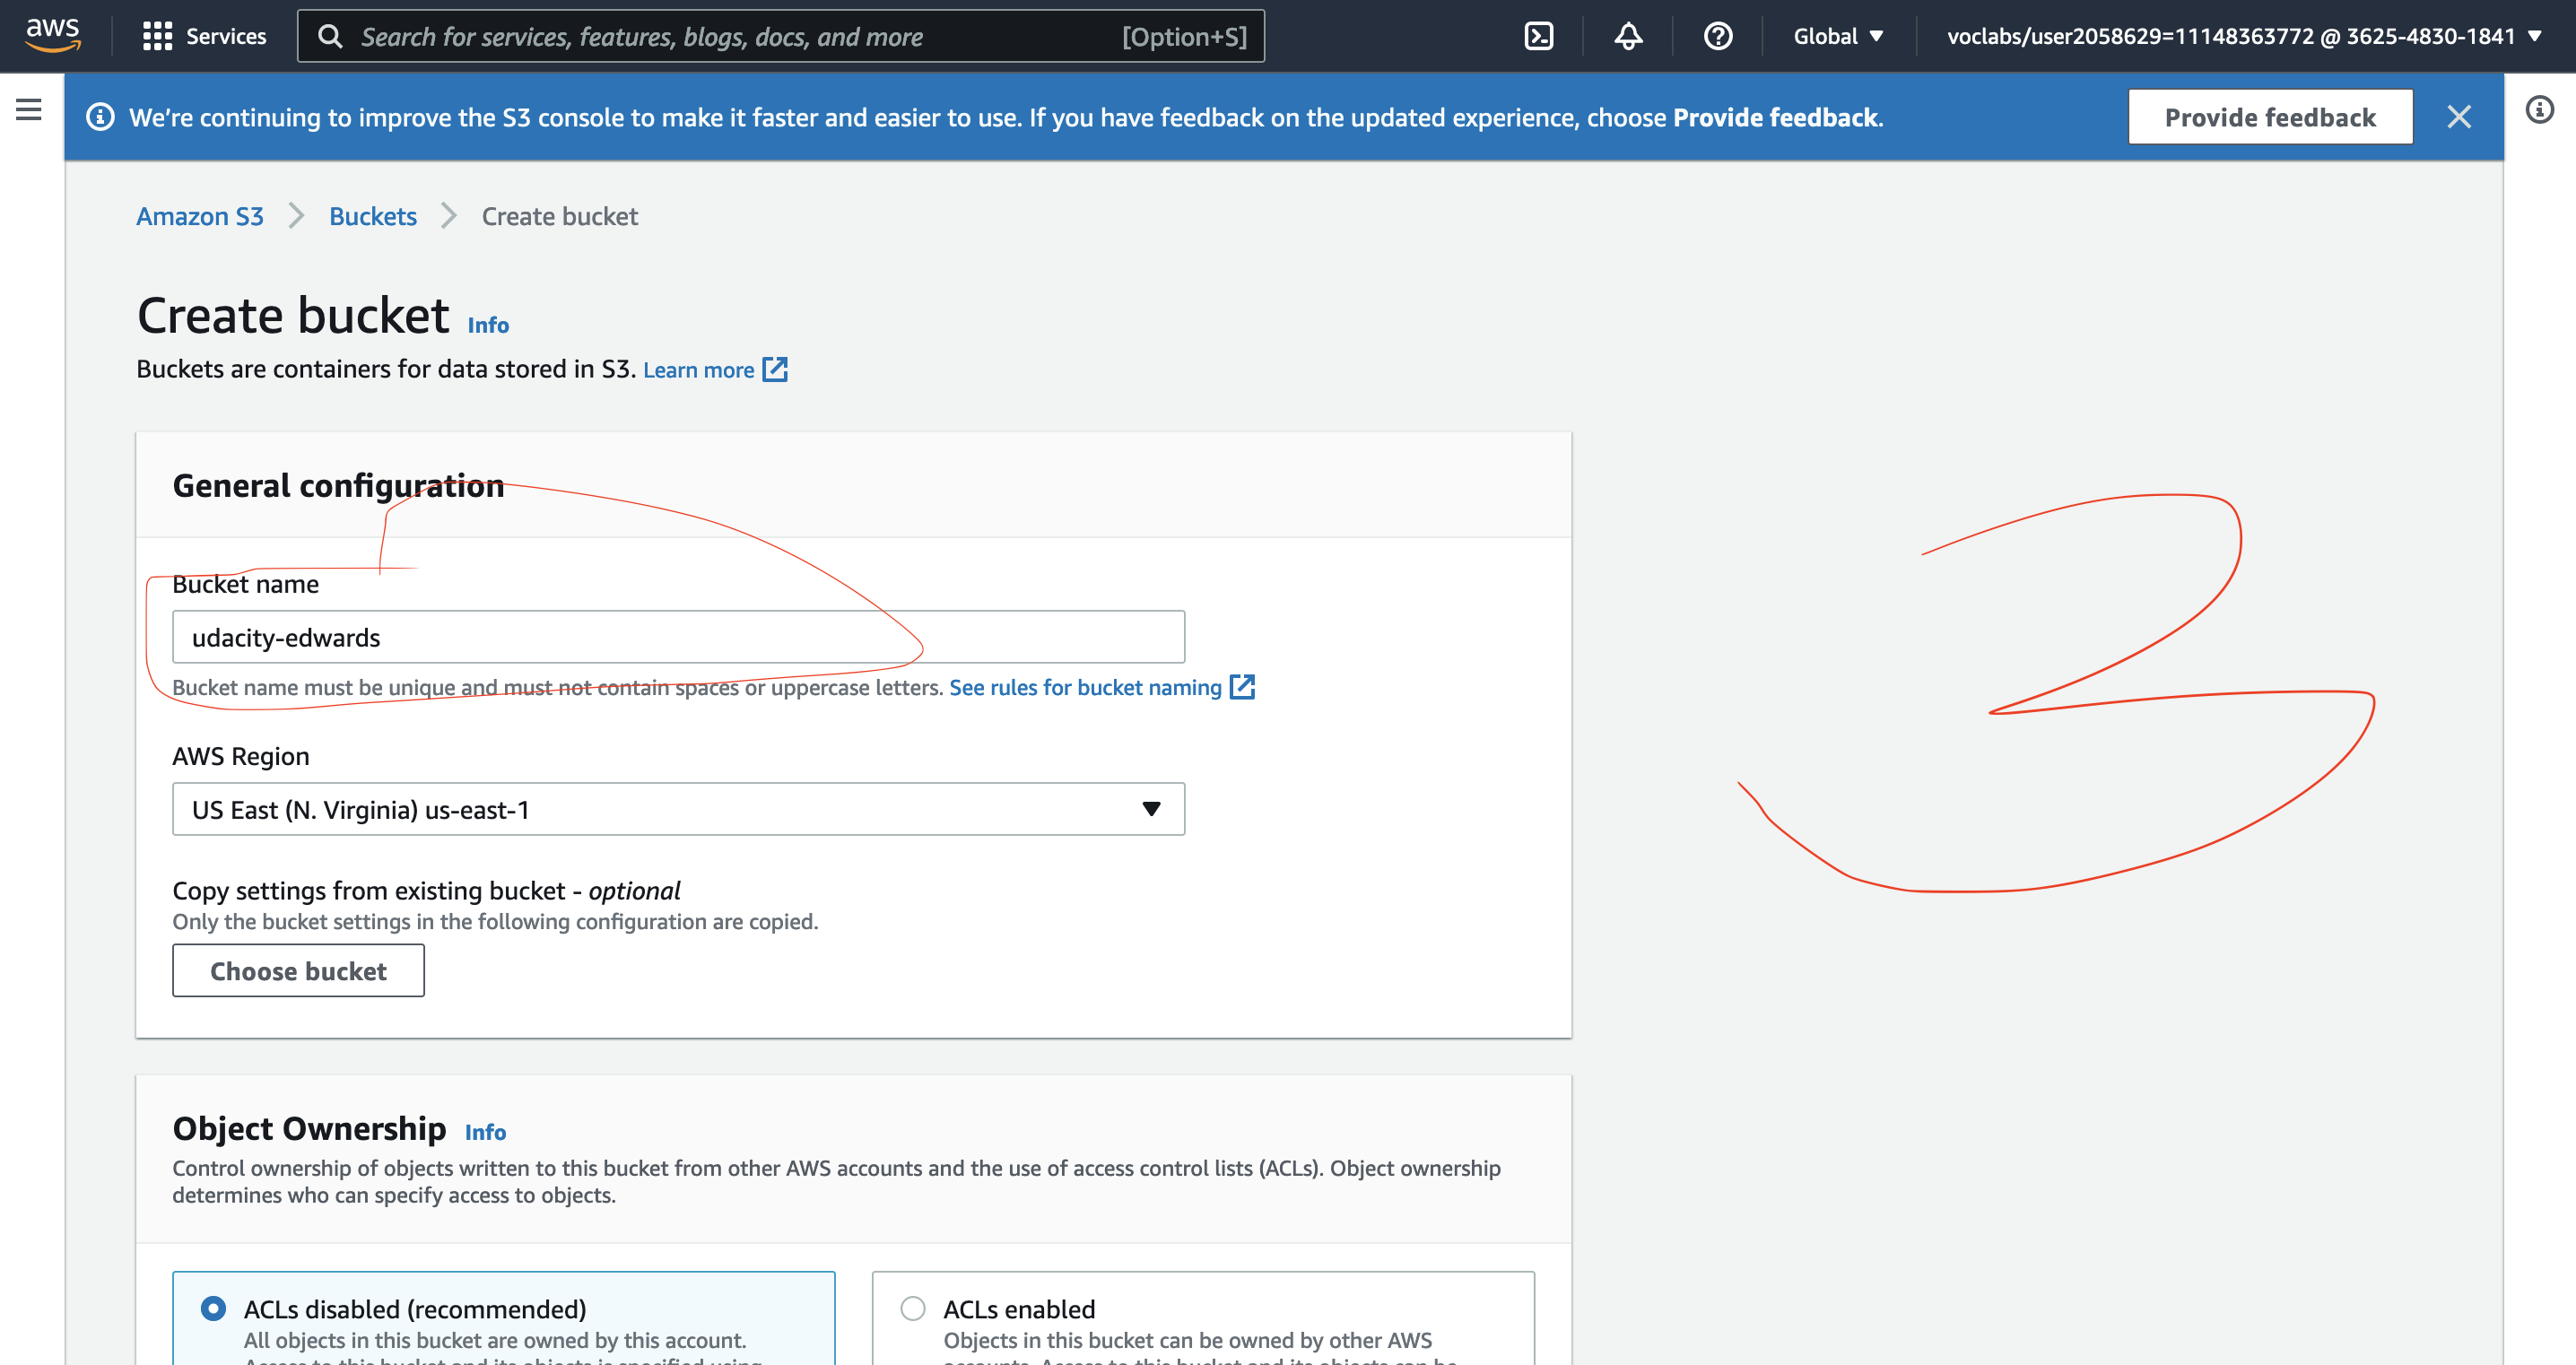 aws Services Search for services, features, blogs, docs, and more [Option+S] Global voclabs/user2058629=11148363772 @ 3625-4830-1841
We're continuing to improve the S3 console to make it faster and easier to use. If you have feedback on the updated experience, choose Provide feedback. Provide feedback
Amazon S3 Buckets Create bucket
Create bucket Info
Buckets are containers for data stored in S3. Learn more
General configuration
Bucket name
udacity-edwards
Bucket name must be unique and must not contain spaces or uppercase letters. See rules for bucket naming
3
AWS Region
US East (N. Virginia) us-east-1
Copy settings from existing bucket - optional
Only the bucket settings in the following configuration are copied.
Choose bucket
Object Ownership Info
Control ownership of objects written to this bucket from other AWS accounts and the use of access control lists (ACLs). Object ownership
determines who can specify access to objects.
ACLs disabled (recommended)
All objects in this bucket are owned by this account.
ACLs enabled
Objects in this bucket can be owned by other AWS